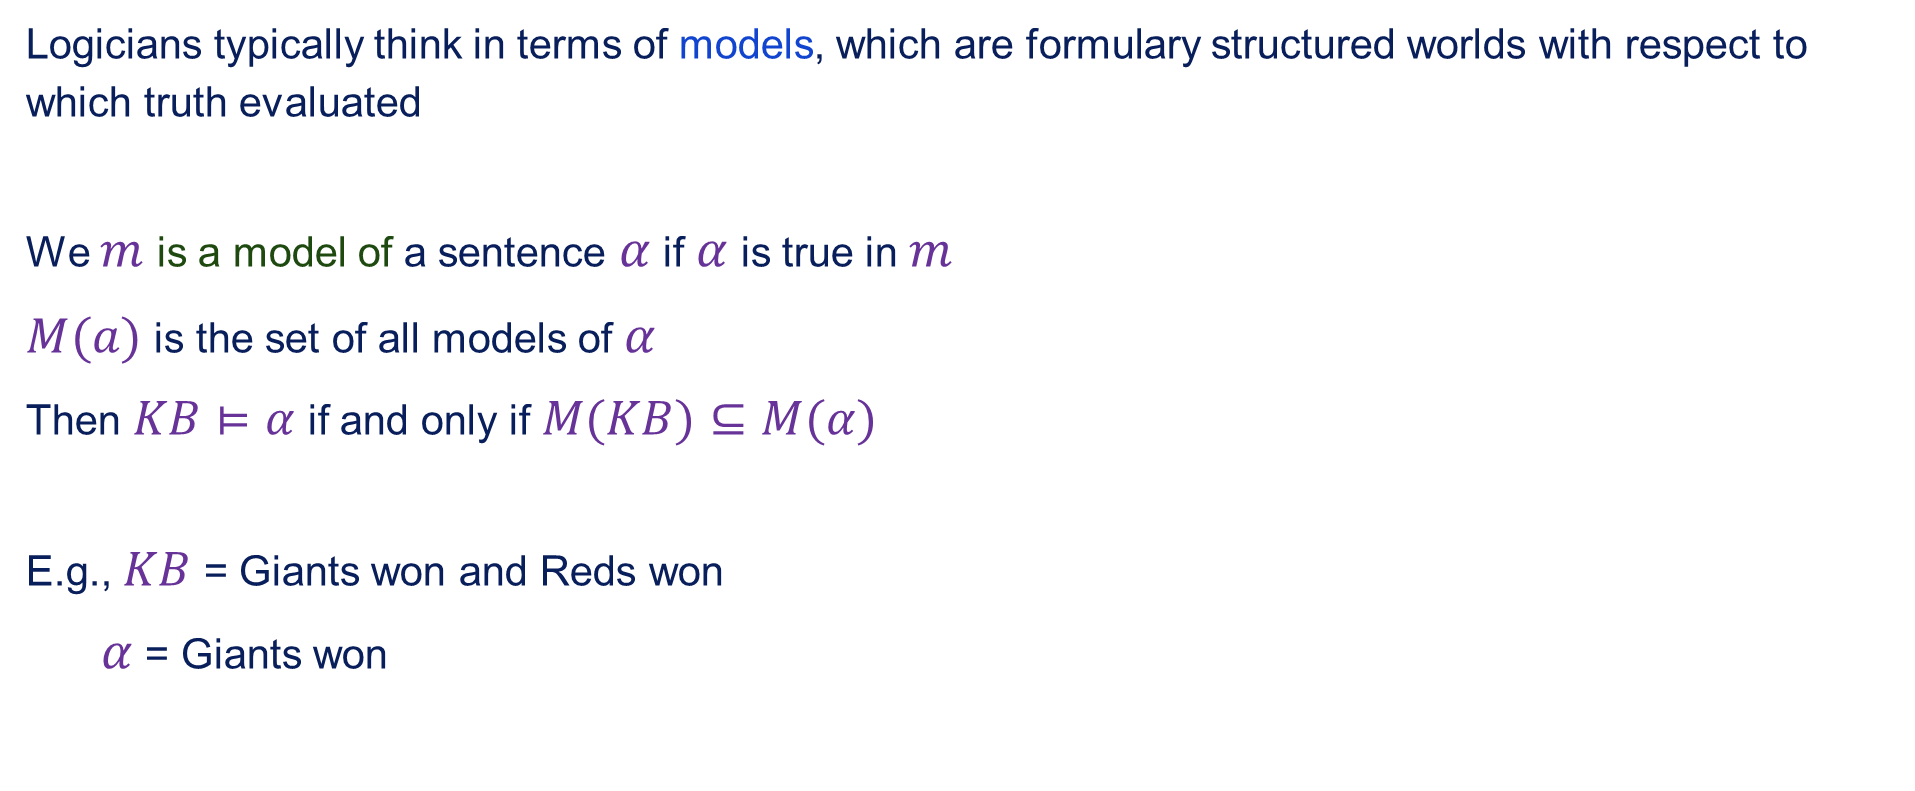 Logicians typically think in terms of models, which are formulary structured worlds with respect to
which truth evaluated
We m is a model of a sentence α if α is true in m
M(a) is the set of all models of α
Then KB ⊨ α if and only if M(KB) ⊆ M(α)
E.g., KB = Giants won and Reds won
α = Giants won